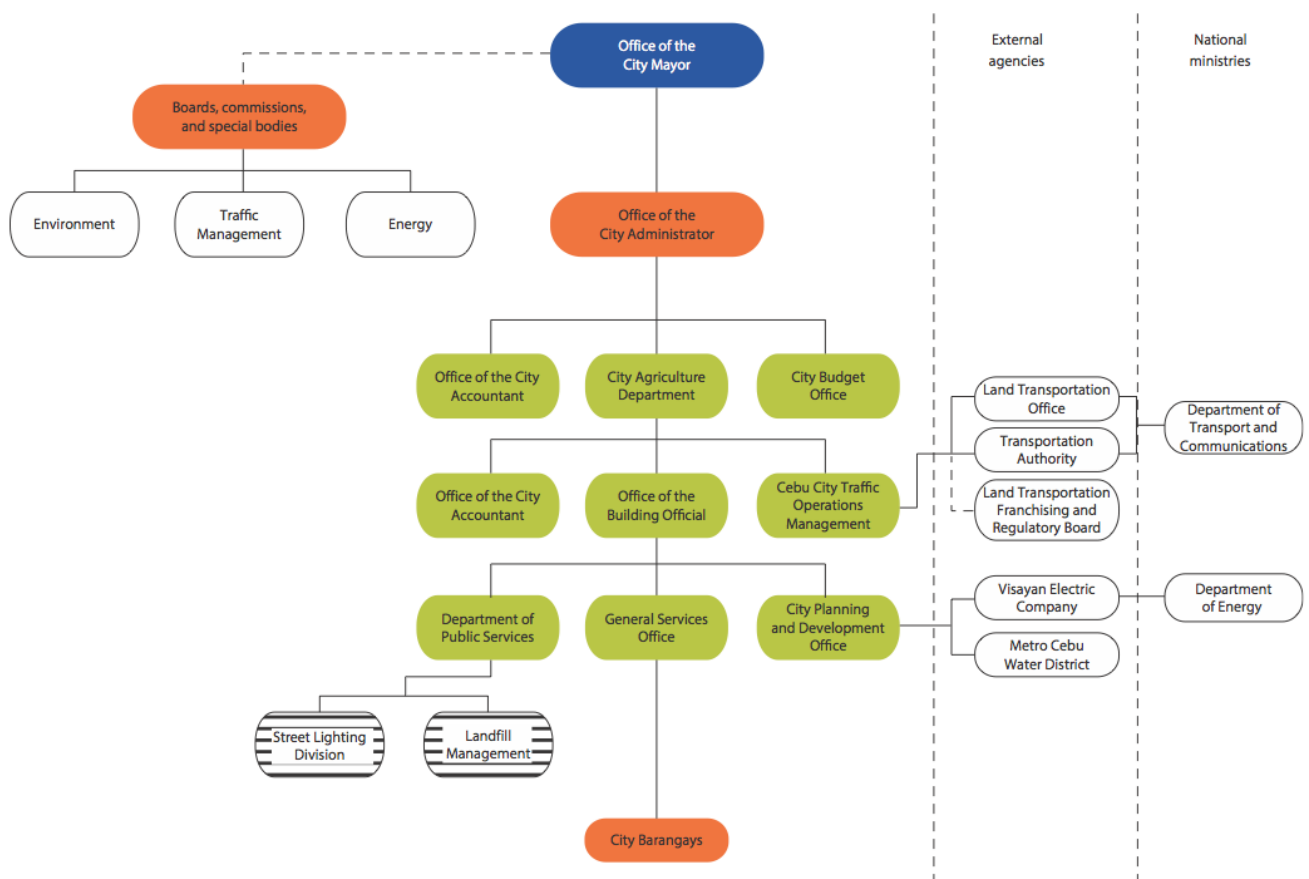 Office of the
City Mayor
External
agencies
National
ministries
Boards, commissions,
and special bodies
Environment
Traffic
Management
Energy
Office of the
City Administrator
Office of the City
Accountant
City Agriculture
Department
City Budget
Office
Land Transportation
Office
Transportation
Authority
Land Transportation
Franchising and
Regulatory Board
Department of
Transport and
Communications
Office of the City
Accountant
Office of the
Building Official
Cebu City Traffic
Operations
Management
Department of
Public Services
General Services
Office
City Planning
and Development
Office
Visayan Electric
Company
Metro Cebu
Water District
Department
of Energy
Street Lighting
Division
Landfill
Management
City Barangays